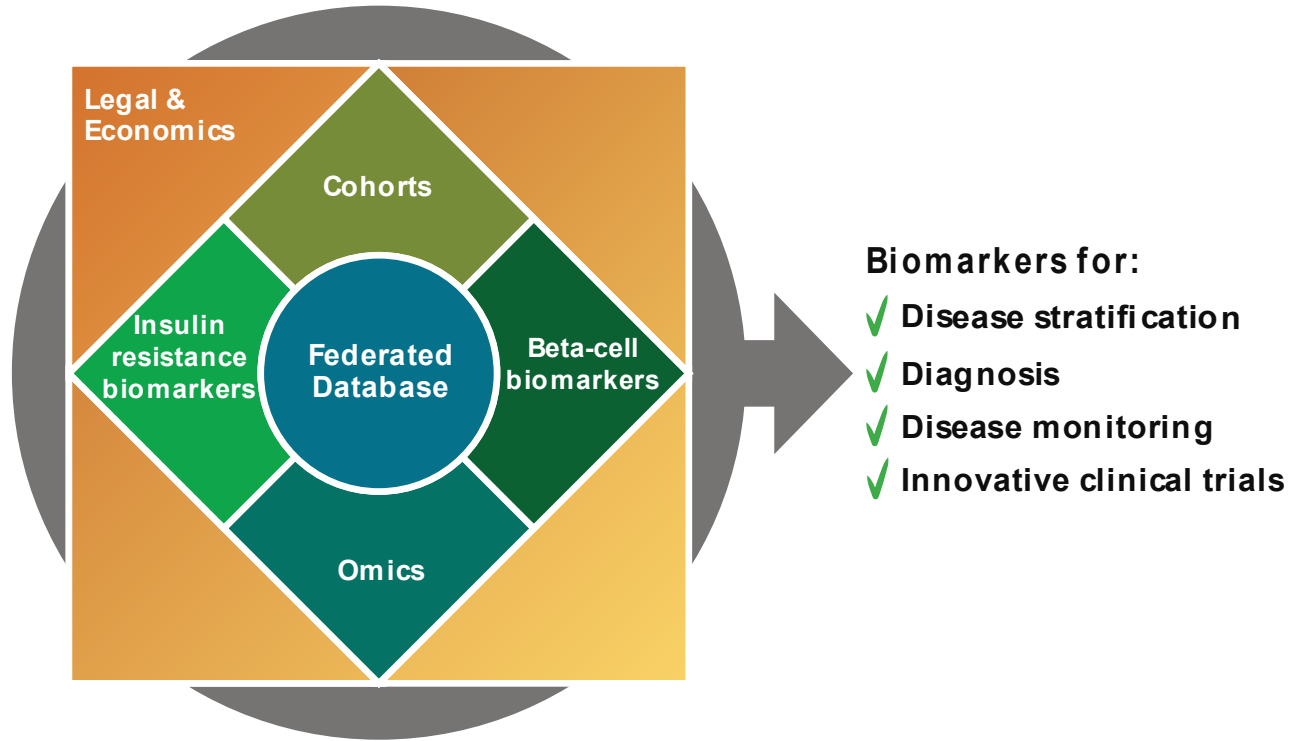 Legal &
Economics
Cohorts
Insulin
resistance
biomarkers
Federated
Database
Beta-cell
biomarkers
Omics
Biomarkers for:
Disease stratification
Diagnosis
Disease monitoring
Innovative clinical trials